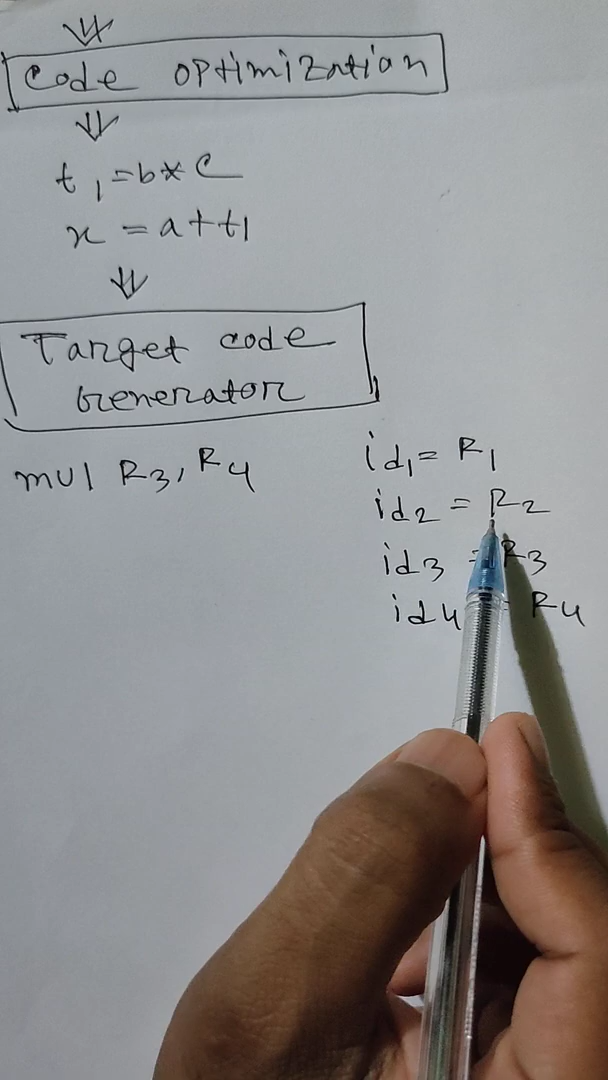 Code optimization
t1 = b * c
x = a + t1
Target code
Generator
mul R3, R4
id1 = R1
id2 = R2
id3 = R3
id4 = R4